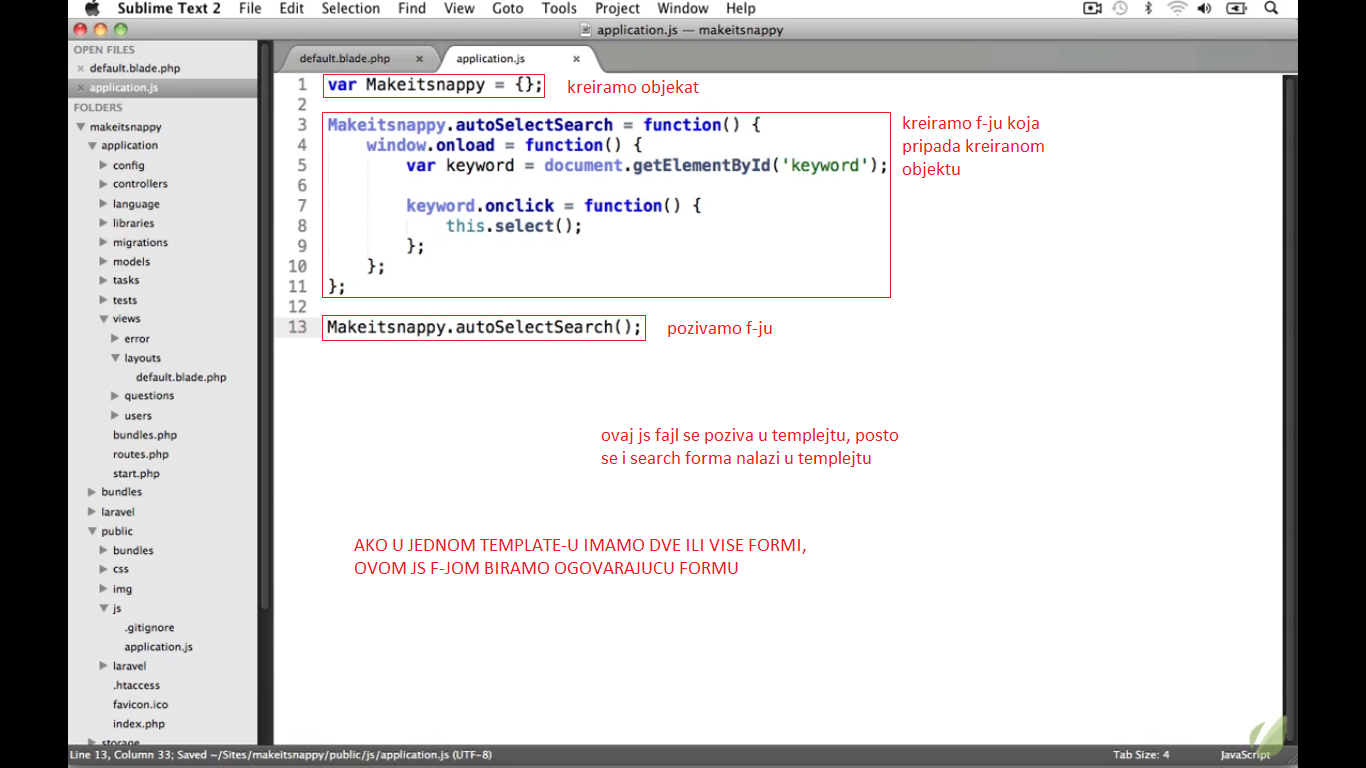 Sublime Text 2 File Edit Selection Find View Goto Tools Project Window Help
application.js — makeitsnappy
OPEN FILES
default.blade.php
application.js
FOLDERS
makeitsnappy
application
config
controllers
language
libraries
migrations
models
tasks
tests
views
error
layouts
default.blade.php
questions
users
bundles.php
routes.php
start.php
bundles
laravel
public
bundles
css
img
js
.gitignore
application.js
laravel
.htaccess
favicon.ico
index.php
storage
default.blade.php
application.js
1 var Makeitsnappy = {};
kreiramo objekat
2
3 Makeitsnappy.autoSelectSearch = function() {
4 window.onload = function() {
5 var keyword = document.getElementById('keyword');
6
7 keyword.onclick = function() {
8 this.select();
9 };
10 };
11 };
12
13 Makeitsnappy.autoSelectSearch();
kreiramo f-ju koja
pripada kreiranom
objektu
pozivamo f-ju
ovaj js fajl se poziva u templejtu, posto
se i search forma nalazi u templejtu
AKO U JEDNOM TEMPLATE-U IMAMO DVE ILI VISE FORMI,
OVOM JS F-JOM BIRAMO OGOVARAJUCU FORMU
Line 13, Column 33; Saved ~/Sites/makeitsnappy/public/js/application.js (UTF-8)
Tab Size: 4
JavaScript